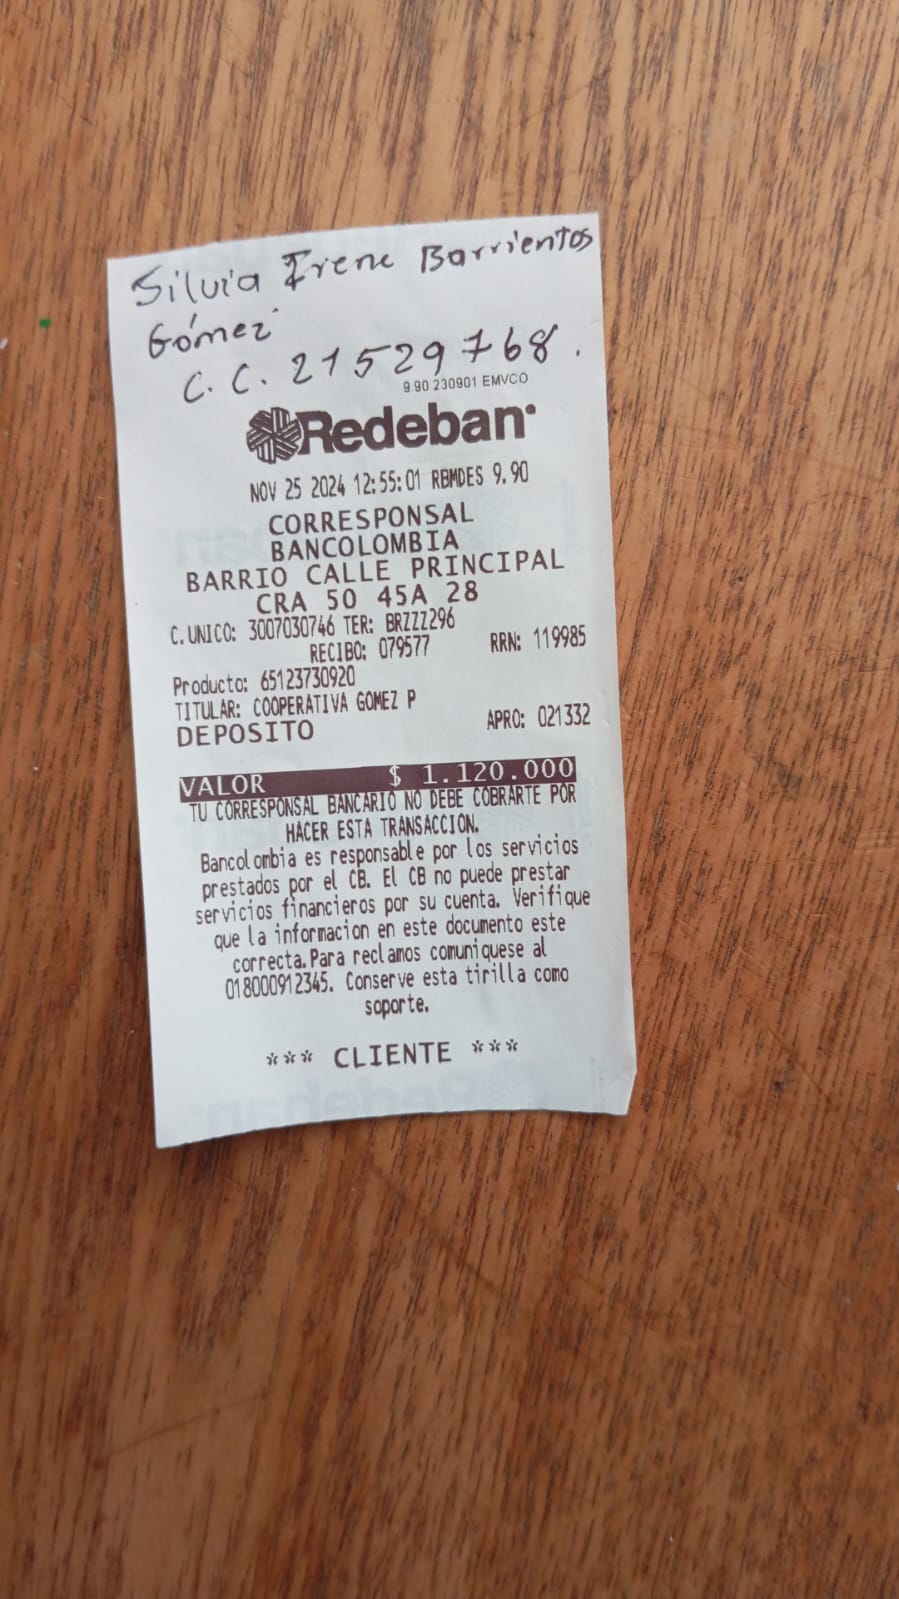 Silvia Irene Barrientos
Gómez
C.C. 21529768.
9.90 230901 EMVCO
Redeban
NOV 25 2024 12:55:01 RBMDES 9.90
CORRESPONSAL
BANCOLOMBIA
BARRIO CALLE PRINCIPAL
CRA 50 45A 28
C.UNICO: 3007030746 TER: BRZZZ296
RECIBO: 079577 RRN: 119985
Producto: 65123730920
TITULAR: COOPERATIVA GOMEZ P
DEPOSITO APRO: 021332
VALOR $ 1.120.000
TU CORRESPONSAL BANCARIO NO DEBE COBRARTE POR
HACER ESTA TRANSACCION.
Bancolombia es responsable por los servicios
prestados por el CB. El CB no puede prestar
servicios financieros por su cuenta. Verifique
que la informacion en este documento este
correcta.Para reclamos comuniquese al
018000912345. Conserve esta tirilla como
soporte.
*** CLIENTE ***